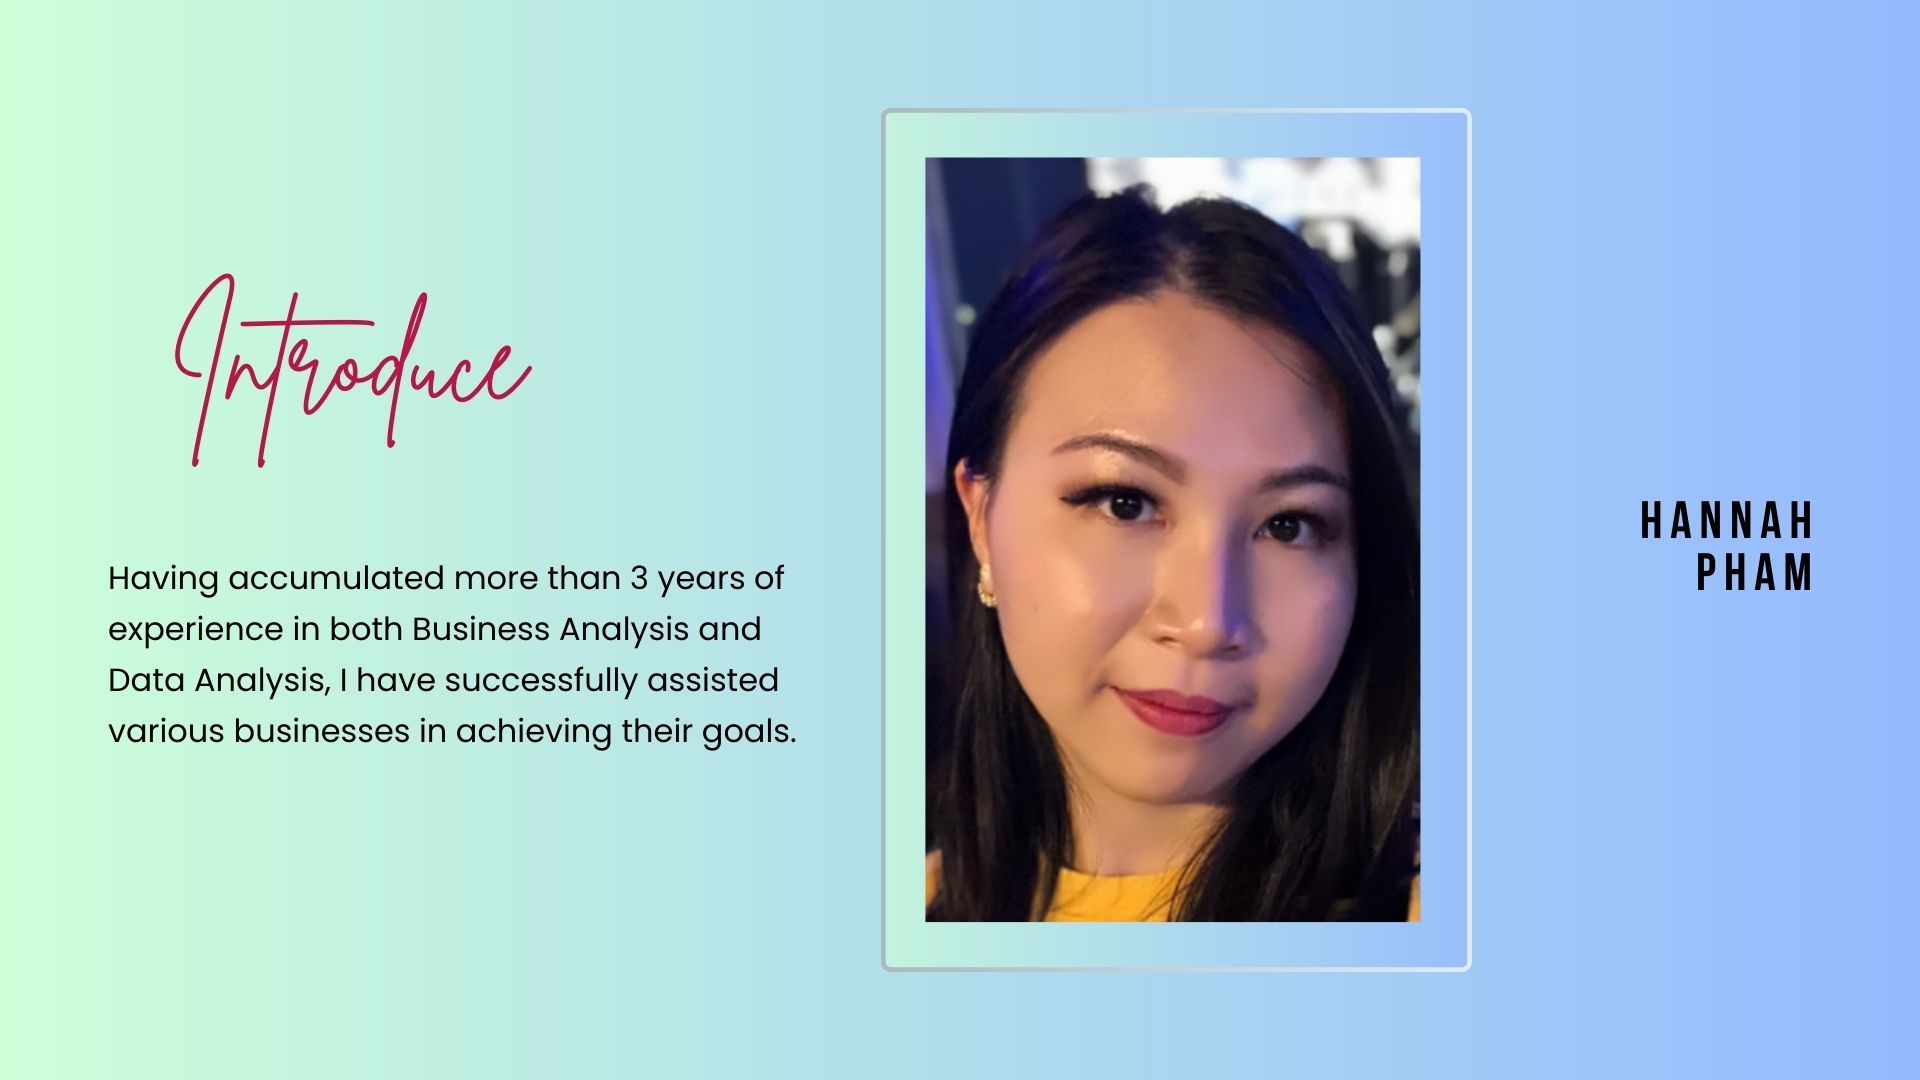 Introduce
Having accumulated more than 3 years of
experience in both Business Analysis and
Data Analysis, I have successfully assisted
various businesses in achieving their goals.
HANNAH
PHAM